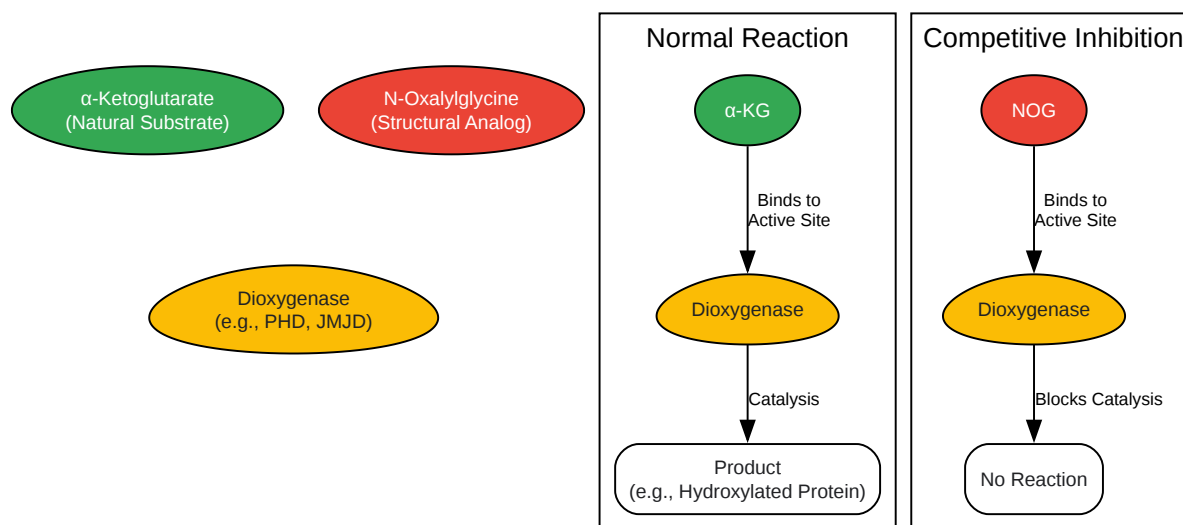 α-Ketoglutarate
(Natural Substrate)
N-Oxalylglycine
(Structural Analog)
Dioxygenase
(e.g., PHD, JMJD)
Normal Reaction
α-KG
Binds to
Active Site
Dioxygenase
Catalysis
Product
(e.g., Hydroxylated Protein)
Competitive Inhibition
NOG
Binds to
Active Site
Dioxygenase
Blocks Catalysis
No Reaction